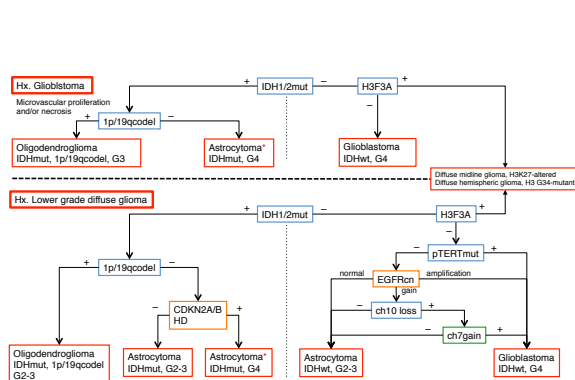 Hx. Glioblstoma
Microvascular proliferation
and/or necrosis
+ IDH1/2mut − H3F3A +
+ 1p/19qcodel −
−
Oligodendroglioma
IDHmut, 1p/19qcodel, G3
Astrocytoma*
IDHmut, G4
Glioblastoma
IDHwt, G4
Diffuse midline glioma, H3K27-altered
Diffuse hemispheric glioma, H3 G34-mutant
Hx. Lower grade diffuse glioma
+ IDH1/2mut − H3F3A +
−
− pTERTmut +
+ 1p/19qcodel −
normal EGFRcn amplification
gain
− ch10 loss +
− CDKN2A/B +
HD
− ch7gain +
Oligodendroglioma
IDHmut, 1p/19qcodel
G2-3
Astrocytoma
IDHmut, G2-3
Astrocytoma*
IDHmut, G4
Astrocytoma
IDHwt, G2-3
Glioblastoma
IDHwt, G4